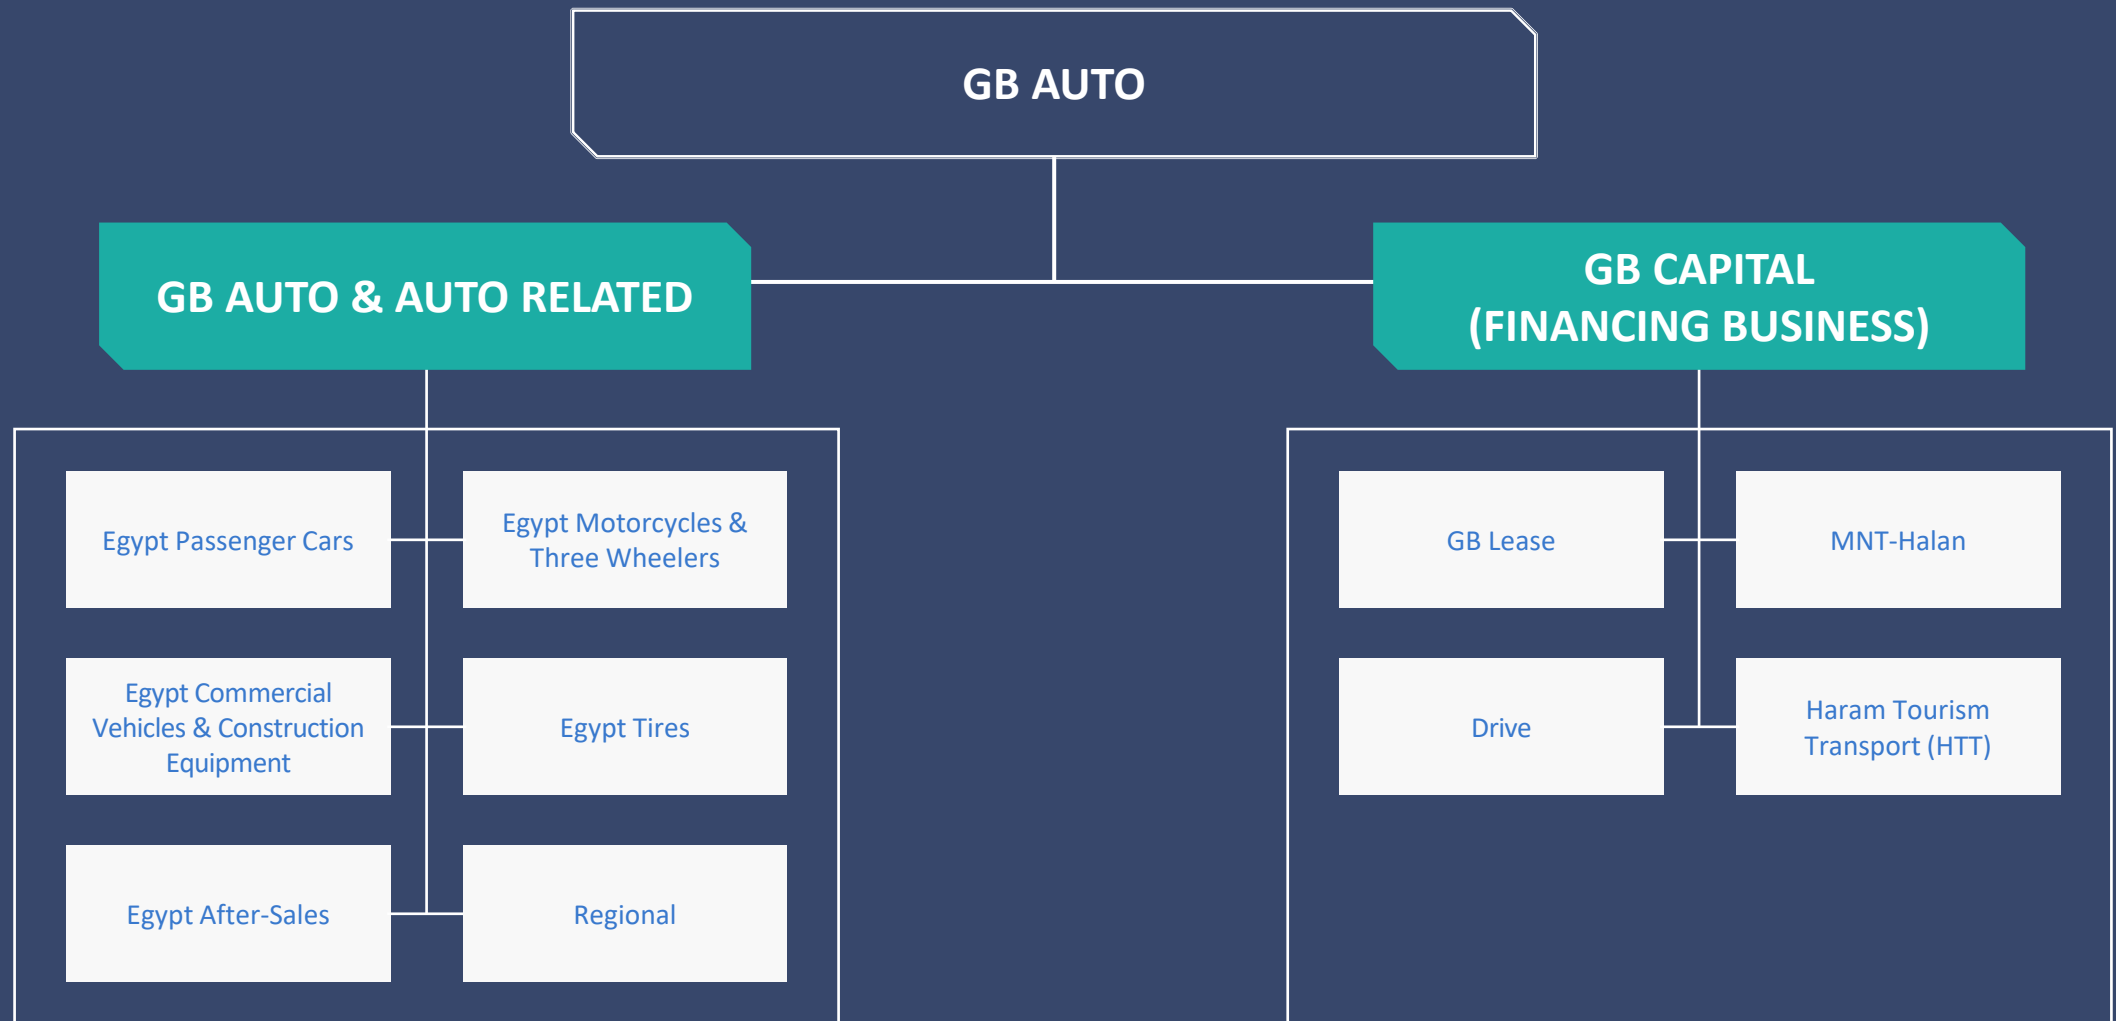 GB AUTO
GB AUTO & AUTO RELATED
GB CAPITAL
(FINANCING BUSINESS)
Egypt Passenger Cars
Egypt Motorcycles &
Three Wheelers
Egypt Commercial
Vehicles & Construction
Equipment
Egypt Tires
Egypt After-Sales
Regional
GB Lease
MNT-Halan
Drive
Haram Tourism
Transport (HTT)